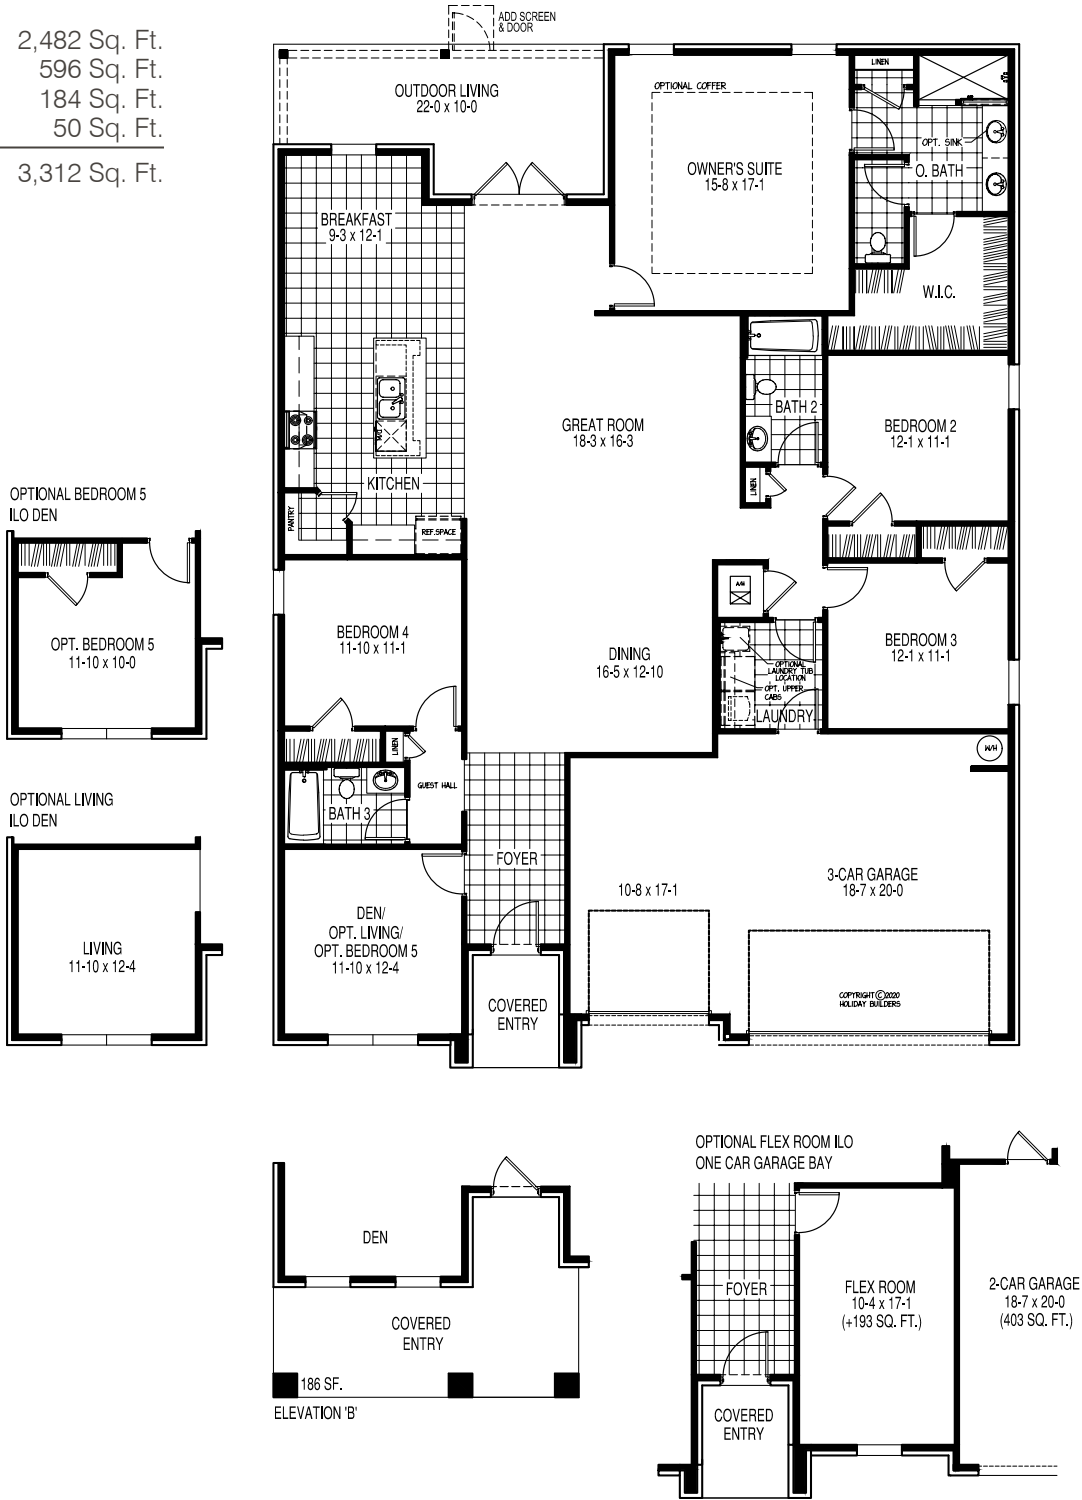 2,482 Sq. Ft.
596 Sq. Ft.
184 Sq. Ft.
50 Sq. Ft.
3,312 Sq. Ft.
ADD SCREEN
& DOOR
OUTDOOR LIVING
22-0 x 10-0
OPTIONAL COFFER
OWNER'S SUITE
15-8 x 17-1
LINEN
OPT. SINK
O. BATH
W.I.C.
BREAKFAST
9-3 x 12-1
GREAT ROOM
18-3 x 16-3
BATH 2
BEDROOM 2
12-1 x 11-1
D/W
KITCHEN
LINEN
PANTRY
REF.SPACE
OPTIONAL BEDROOM 5
ILO DEN
OPT. BEDROOM 5
11-10 x 10-0
BEDROOM 4
11-10 x 11-1
DINING
16-5 x 12-10
A/H
BEDROOM 3
12-1 x 11-1
OPTIONAL
LAUNDRY TUB
LOCATION
OPT. UPPER
CABS
LAUNDRY
W/H
LINEN
GUEST HALL
BATH 3
OPTIONAL LIVING
ILO DEN
LIVING
11-10 x 12-4
FOYER
DEN/
OPT. LIVING/
OPT. BEDROOM 5
11-10 x 12-4
10-8 x 17-1
3-CAR GARAGE
18-7 x 20-0
COVERED
ENTRY
COPYRIGHT © 2020
HOLIDAY BUILDERS
DEN
COVERED
ENTRY
186 SF.
ELEVATION 'B'
OPTIONAL FLEX ROOM ILO
ONE CAR GARAGE BAY
FOYER
FLEX ROOM
10-4 x 17-1
(+193 SQ. FT.)
2-CAR GARAGE
18-7 x 20-0
(403 SQ. FT.)
COVERED
ENTRY